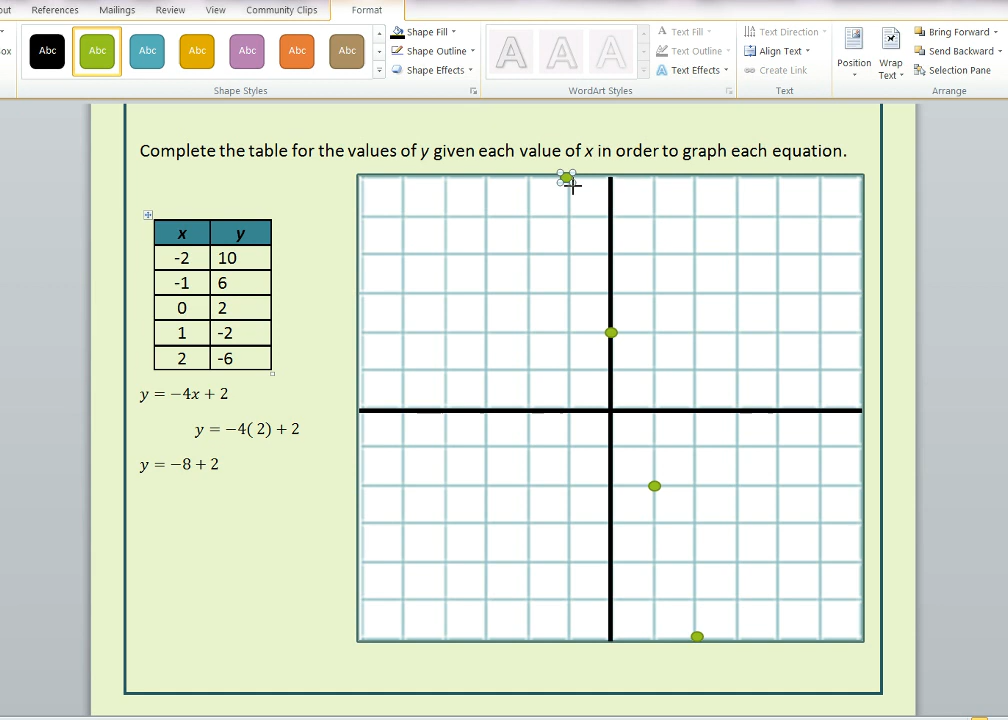 References Mailings Review View Community Clips Format
Abc Abc Abc Abc Abc Abc Abc
Shape Fill
Shape Outline
Shape Effects
Shape Styles
A A A
WordArt Styles
A Text Fill
Text Outline
A Text Effects
Text Direction
Align Text
Create Link
Text
Position
Wrap
Text
Bring Forward
Send Backward
Selection Pane
Arrange
Complete the table for the values of y given each value of x in order to graph each equation.
x y
-2 10
-1 6
0 2
1 -2
2 -6
y = −4x + 2
y = −4( 2) + 2
y = −8 + 2